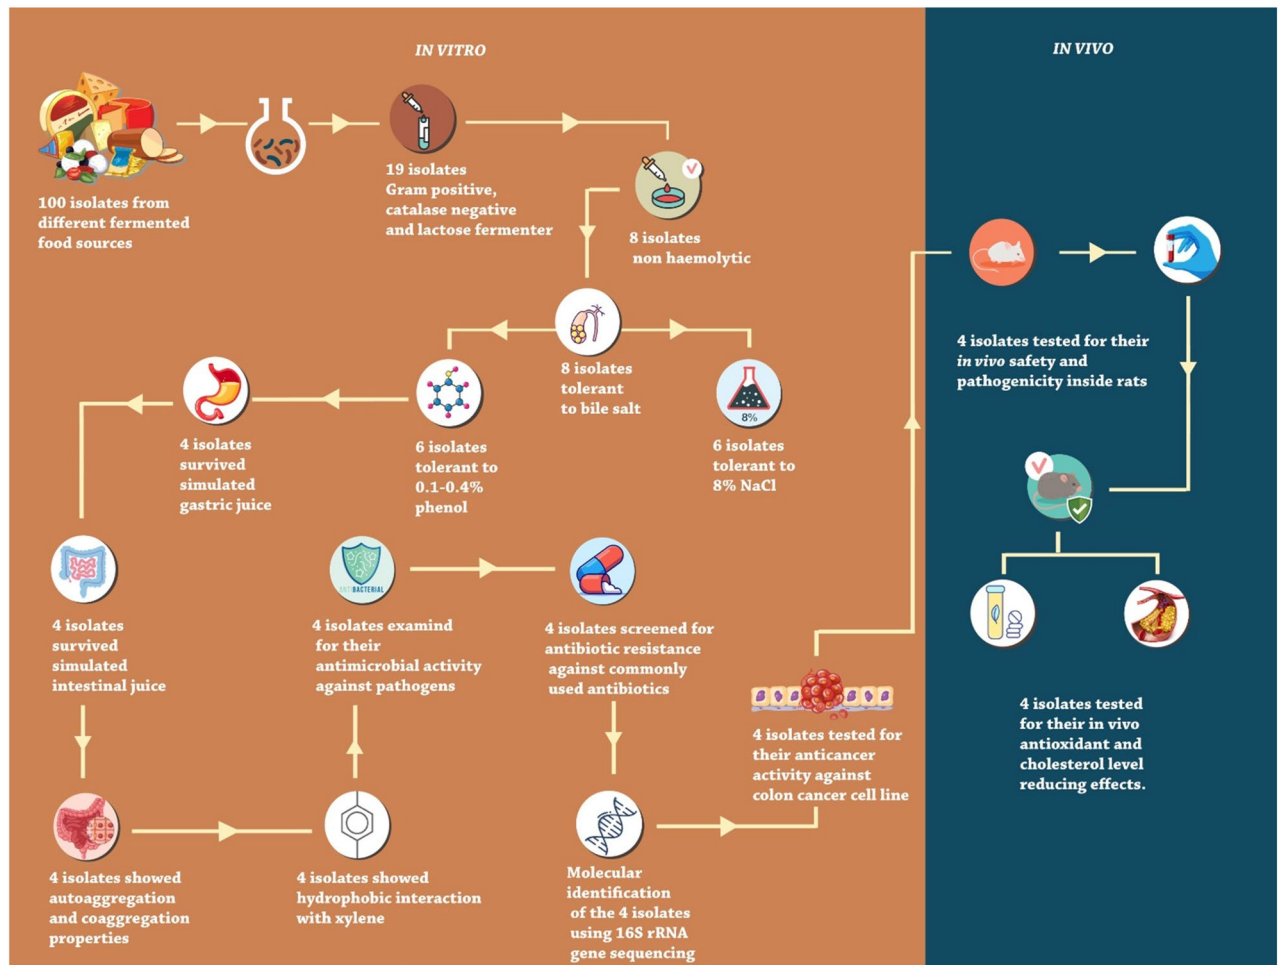 IN VITRO
IN VIVO
100 isolates from
different fermented
food sources
19 isolates
Gram positive,
catalase negative
and lactose fermenter
8 isolates
non haemolytic
8 isolates
tolerant
to bile salt
6 isolates
tolerant to
0.1-0.4%
phenol
8%
6 isolates
tolerant to
8% NaCl
4 isolates
survived
simulated
gastric juice
4 isolates
survived
simulated
intestinal juice
4 isolates showed
autoaggregation
and coaggregation
properties
4 isolates showed
hydrophobic interaction
with xylene
ANTIBACTERIAL
4 isolates examind
for their
antimicrobial activity
against pathogens
4 isolates screened for
antibiotic resistance
against commonly
used antibiotics
Molecular
identification
of the 4 isolates
using 16S rRNA
gene sequencing
4 isolates tested for
their anticancer
activity against
colon cancer cell line
4 isolates tested for their
in vivo safety and
pathogenicity inside rats
4 isolates tested
for their in vivo
antioxidant and
cholesterol level
reducing effects.